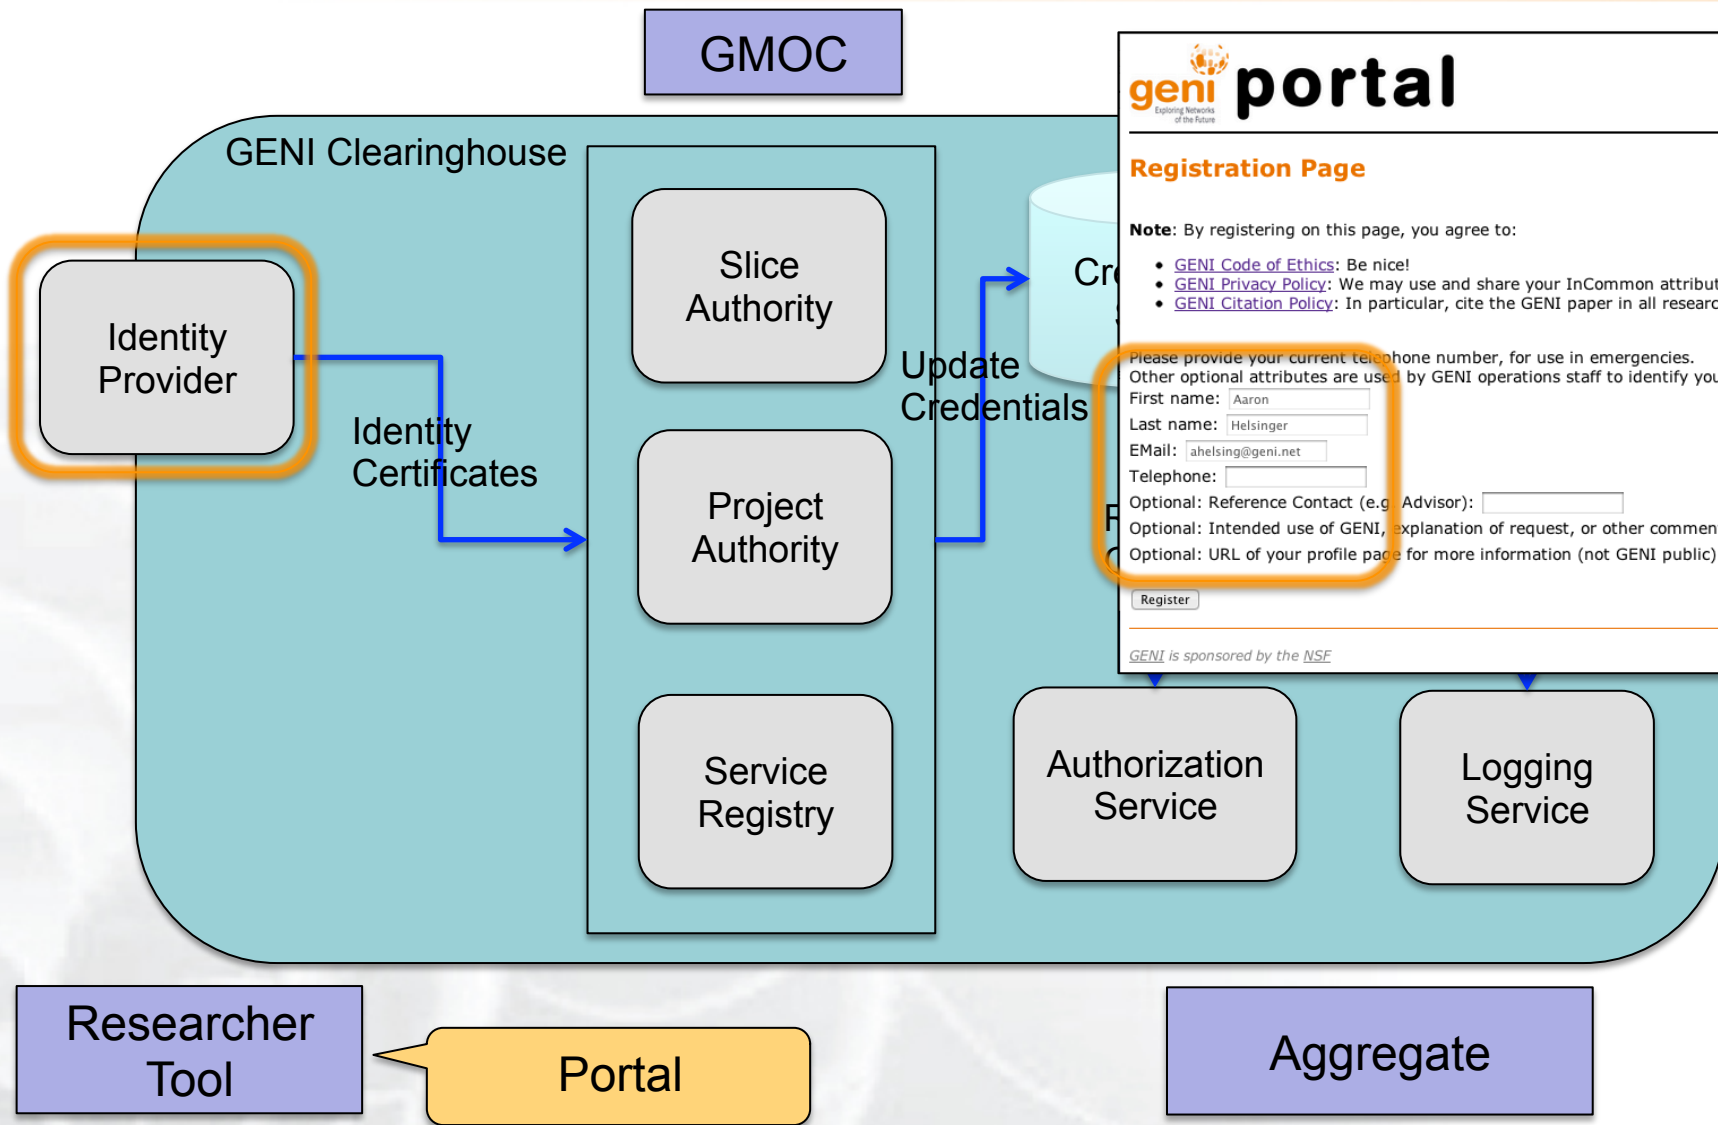 GMOC
geni
Exploring Networks
of the Future
portal
GENI Clearinghouse
Registration Page
Note: By registering on this page, you agree to:
GENI Code of Ethics: Be nice!
GENI Privacy Policy: We may use and share your InCommon
GENI Citation Policy: In particular, cite the GENI paper in all
Please provide your current telephone number, for use in emergencies.
Other optional attributes are used by GENI operations staff to identify you
First name: Aaron
Last name: Helsinger
EMail: ahelsing@geni.net
Telephone:
Optional: Reference Contact (e.g. Advisor):
Optional: Intended use of GENI, explanation of request, or other
Optional: URL of your profile page for more information (not GENI public)
Register
GENI is sponsored by the NSF
Identity
Provider
Identity
Certificates
Slice
Authority
Project
Authority
Service
Registry
Update
Credentials
Authorization
Service
Logging
Service
Researcher
Tool
Portal
Aggregate